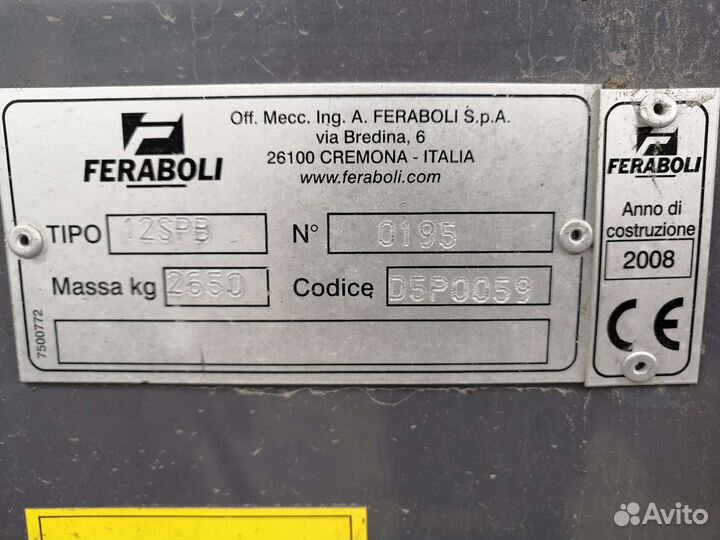 FERABOLI
Off. Mecc. Ing. A. FERABOLI S.p.A.
via Bredina, 6
26100 CREMONA - ITALIA
www.feraboli.com
TIPO 12SPB N° 0195
Massa kg 2650 Codice D5P0059
7500772
FERABOLI
Anno di
costruzione
2008
CE
Avito